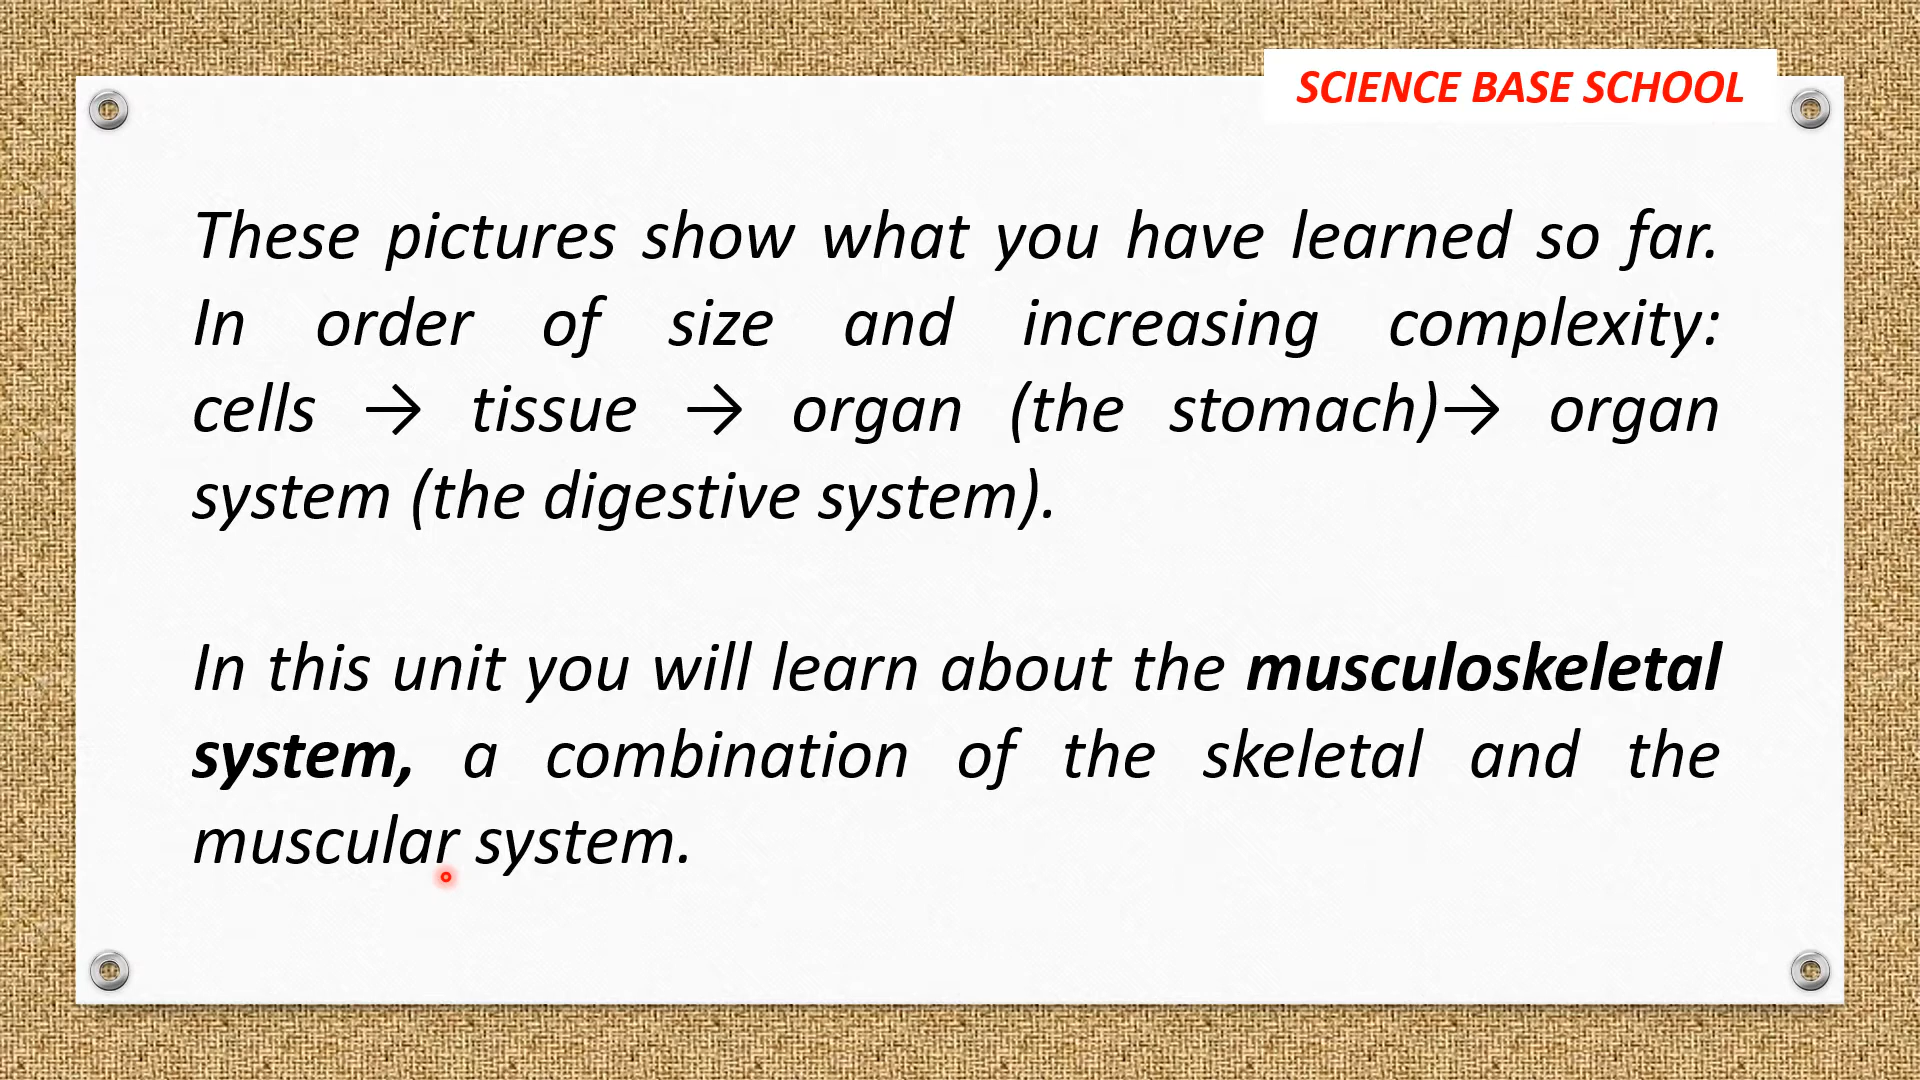 SCIENCE BASE SCHOOL
These pictures show what you have learned so far.
In order of size and increasing complexity:
cells → tissue → organ (the stomach)→ organ
system (the digestive system).
In this unit you will learn about the musculoskeletal
system, a combination of the skeletal and the
muscular system.